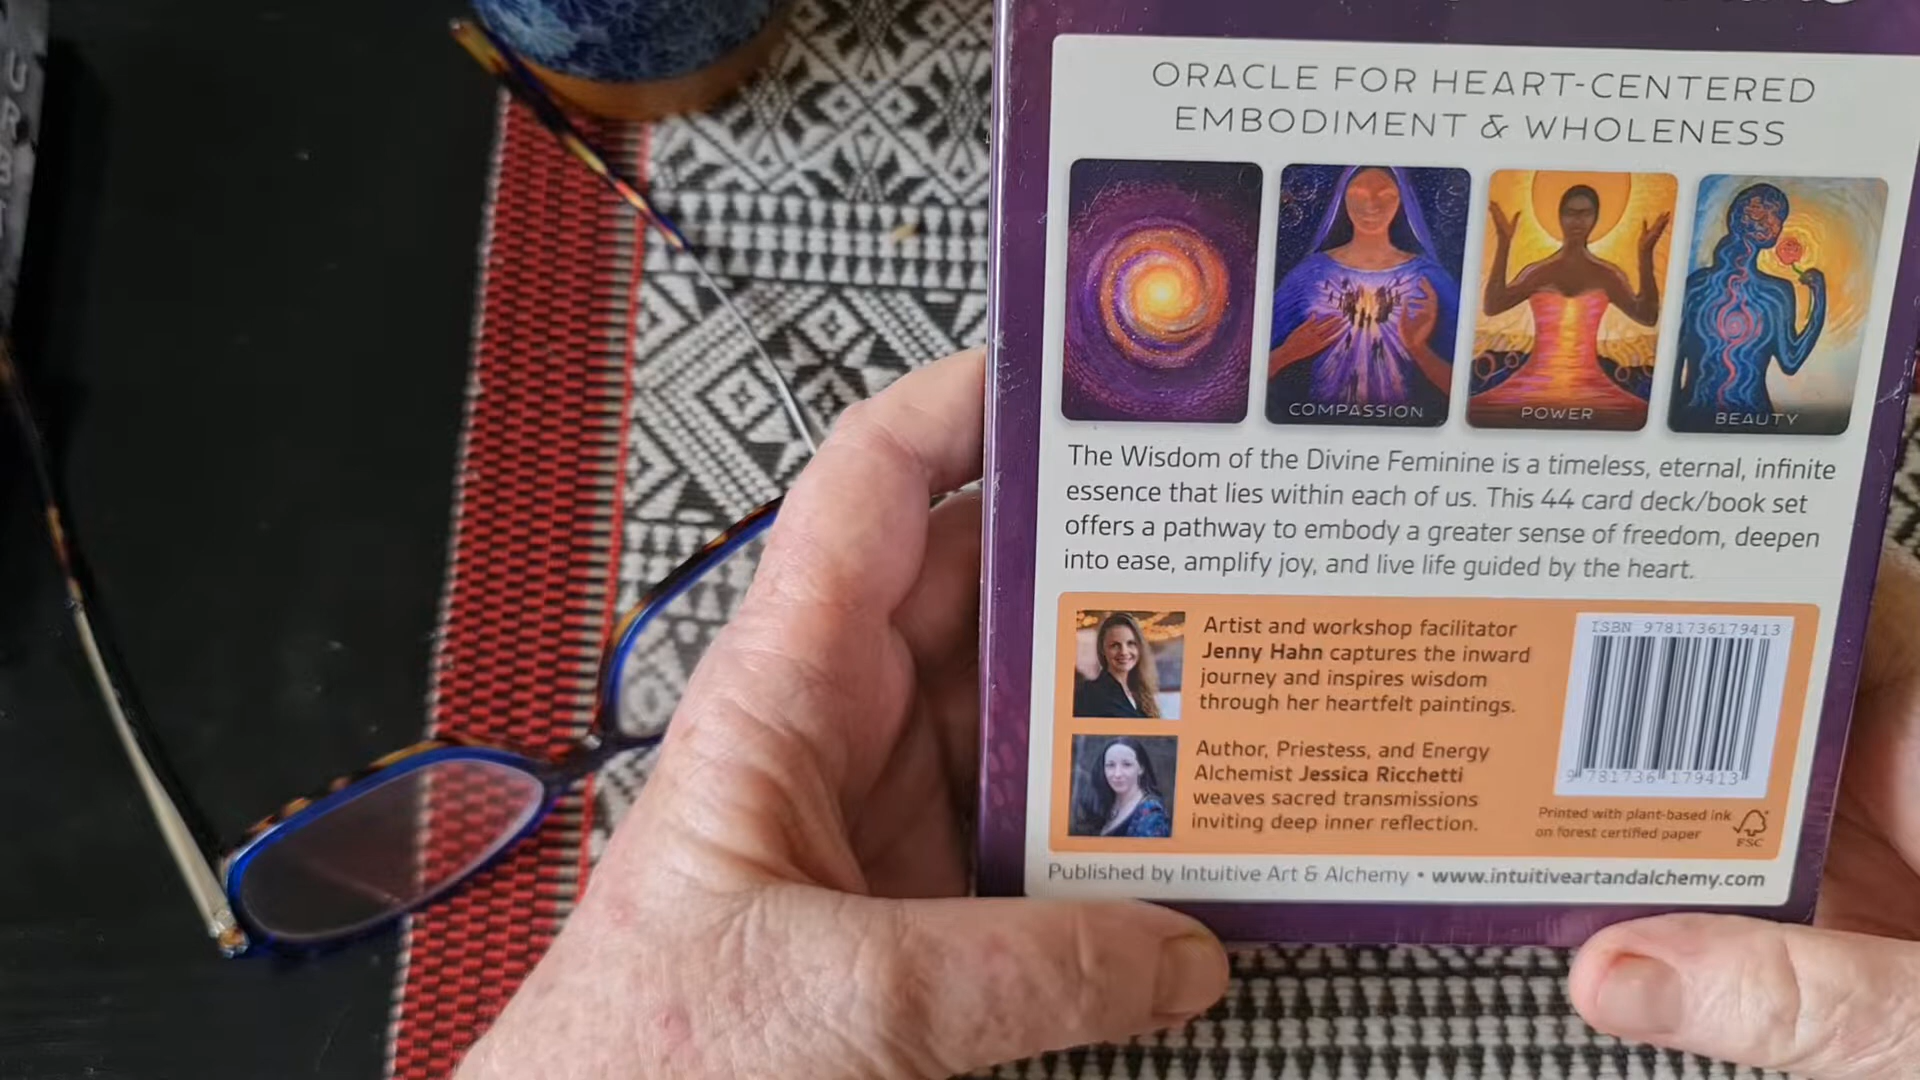 ORACLE FOR HEART-CENTERED
EMBODIMENT & WHOLENESS
COMPASSION
POWER
BEAUTY
The Wisdom of the Divine Feminine is a timeless, eternal, infinite
essence that lies within each of us. This 44 card deck/book set
offers a pathway to embody a greater sense of freedom, deepen
into ease, amplify joy, and live life guided by the heart.
Artist and workshop facilitator
Jenny Hahn captures the inward
journey and inspires wisdom
through her heartfelt paintings.
ISBN 9781736179413
9 781736 179413
Author, Priestess, and Energy
Alchemist Jessica Ricchetti
weaves sacred transmissions
inviting deep inner reflection.
Printed with plant-based ink
on forest certified paper
FSC
Published by Intuitive Art & Alchemy • www.intuitiveartandalchemy.com